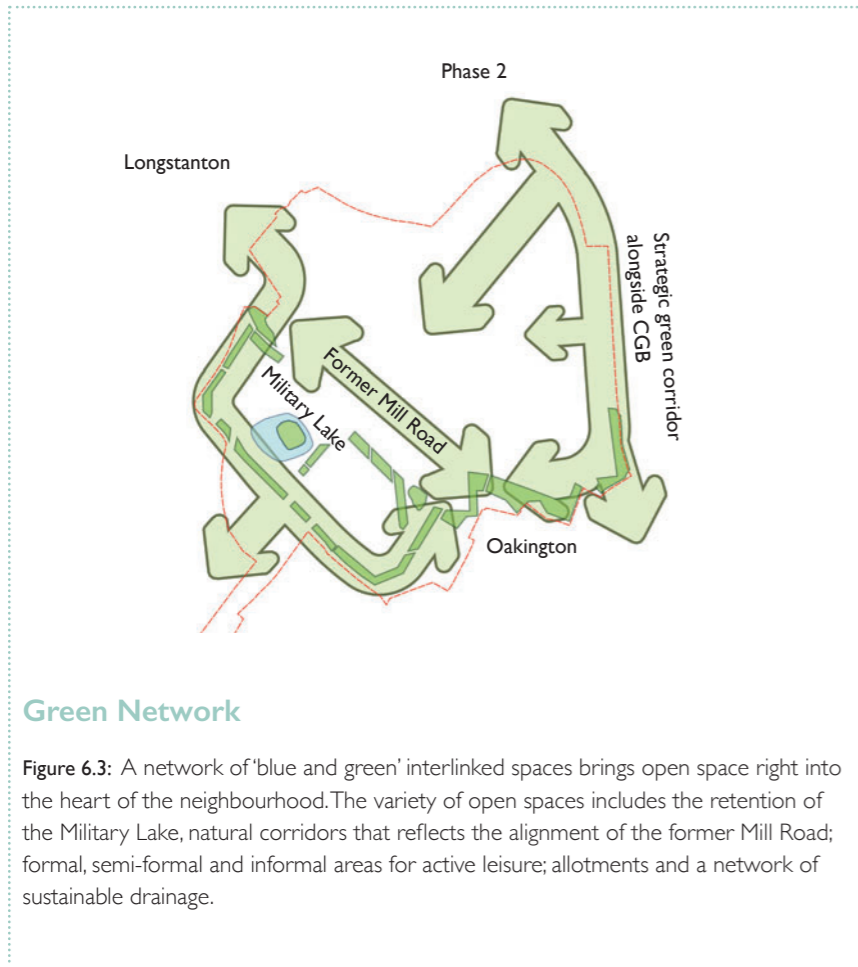 Phase 2
Longstanton
Strategic green corridor
alongside CGB
Former Mill Road
Military Lake
Oakington
Green Network
Figure 6.3: A network of ‘blue and green’ interlinked spaces brings open space right into
the heart of the neighbourhood. The variety of open spaces includes the retention of
the Military Lake, natural corridors that reflects the alignment of the former Mill Road;
formal, semi-formal and informal areas for active leisure; allotments and a network of
sustainable drainage.